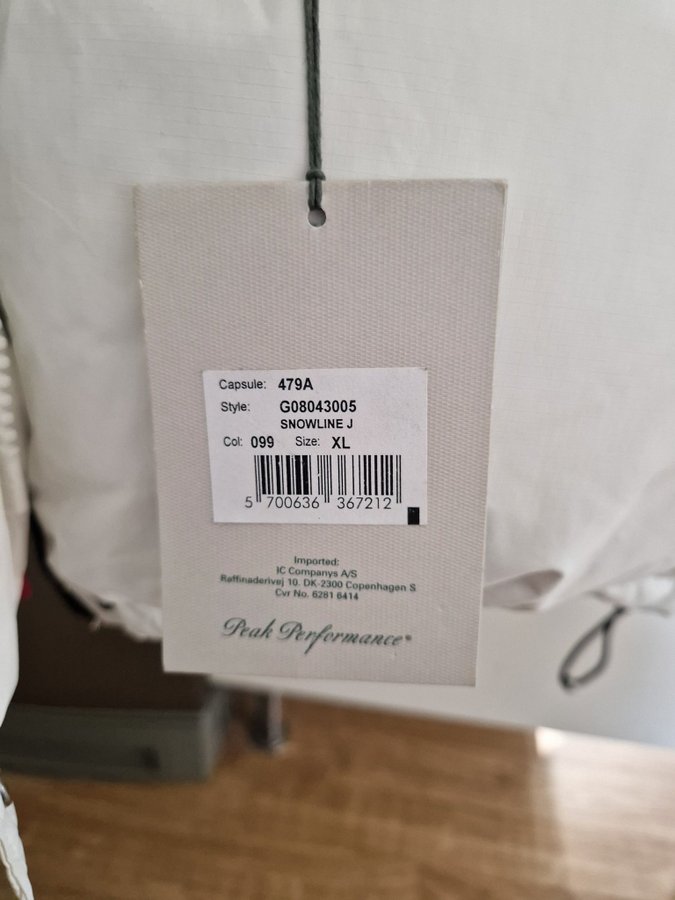 Capsule: 479A
Style: G08043005
SNOWLINE J
Col: 099 Size: XL
5 700636 367212
Imported:
IC Companys A/S
Raffinaderivej 10. DK-2300 Copenhagen S
Cvr No. 6281 6414
Peak Performance®